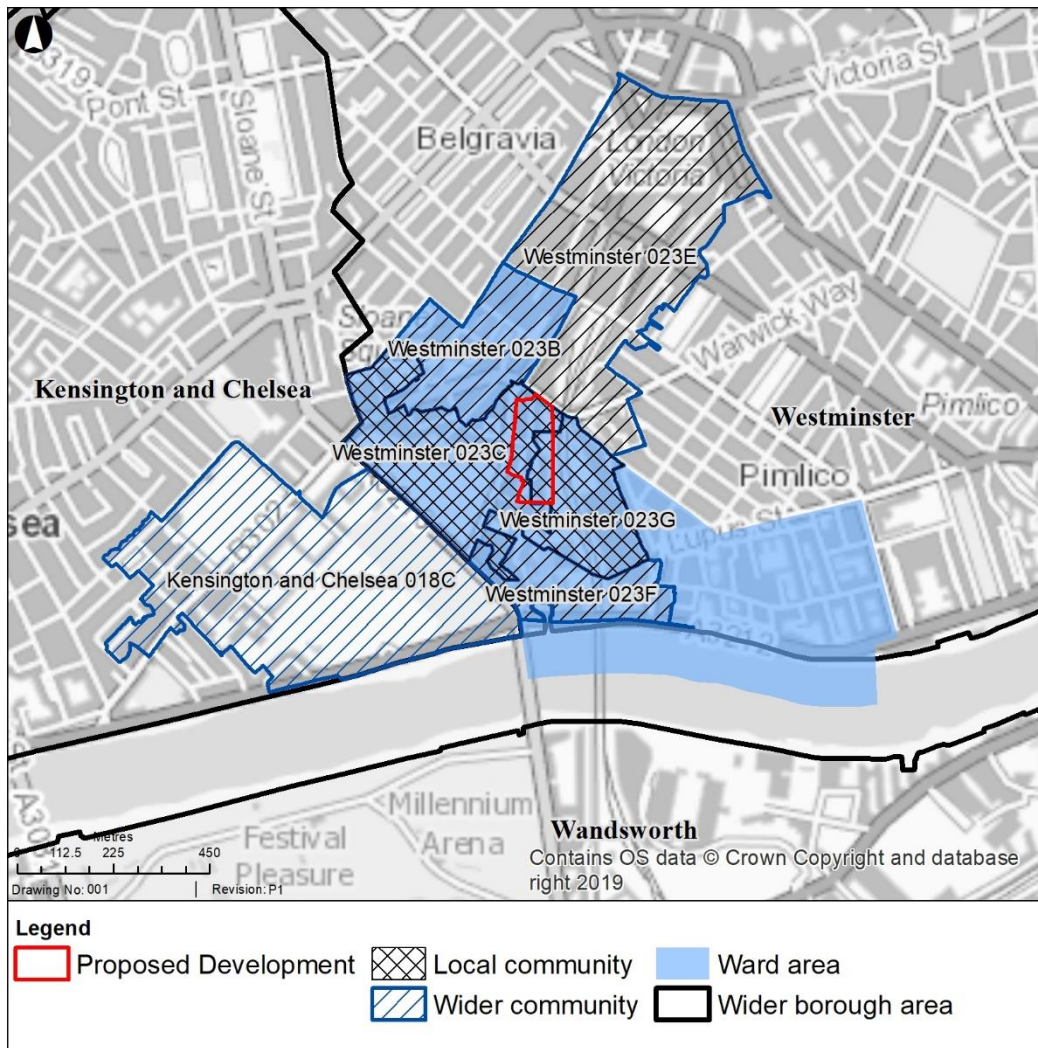 B319
Pont St
Sloane St
Victoria St
Belgravia
London
Victoria
Westminster 023E
Warwick Way
Westminster 023B
Kensington and Chelsea
Westminster
Pimlico
Westminster 023C
Pimlico
sea
B302
Westminster 023G
Lupus St
Kensington and Chelsea 018C
Westminster 023F
A3212
Millennium
Arena
Wandsworth
Festival
Pleasure
Metres
0 112.5 225 450
Contains OS data © Crown Copyright and database
right 2019
Drawing No: 001 | Revision: P1
Legend
Proposed Development
Local community
Ward area
Wider community
Wider borough area